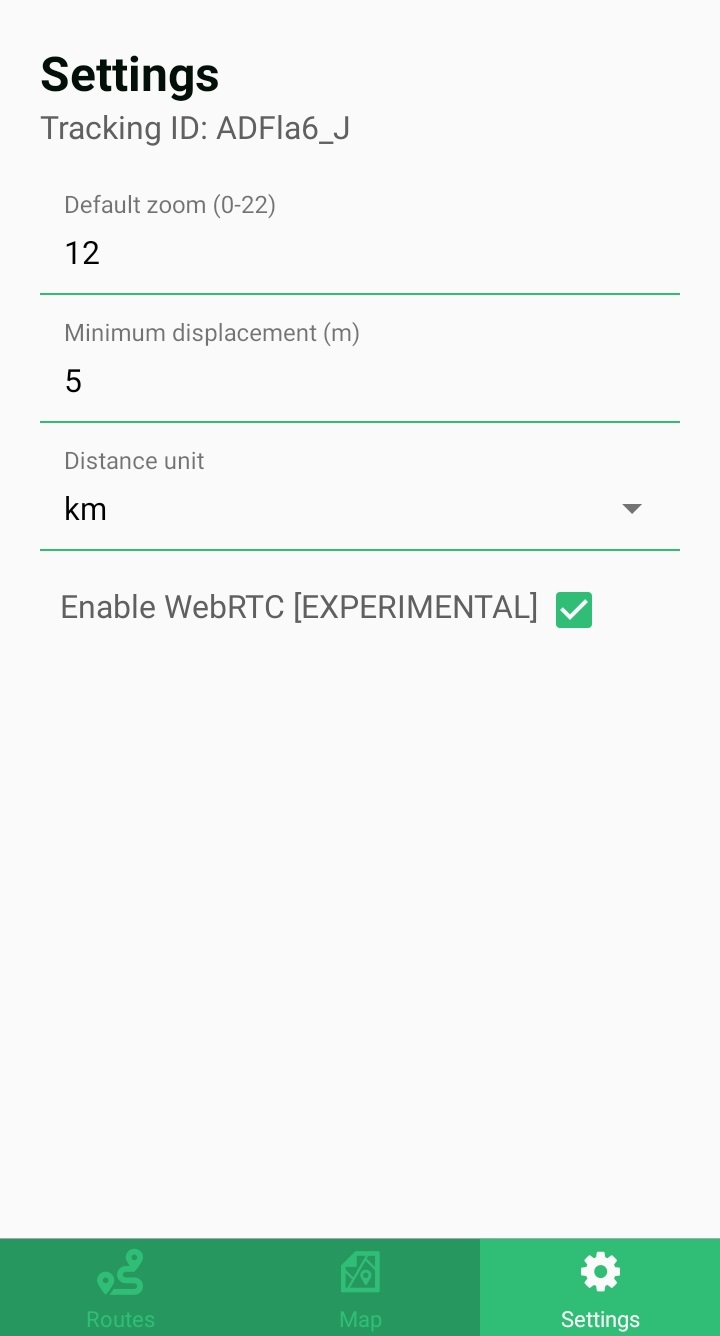 Settings
Tracking ID: ADFla6_J
Default zoom (0-22)
12
Minimum displacement (m)
5
Distance unit
km
Enable WebRTC [EXPERIMENTAL]
Routes
Map
Settings